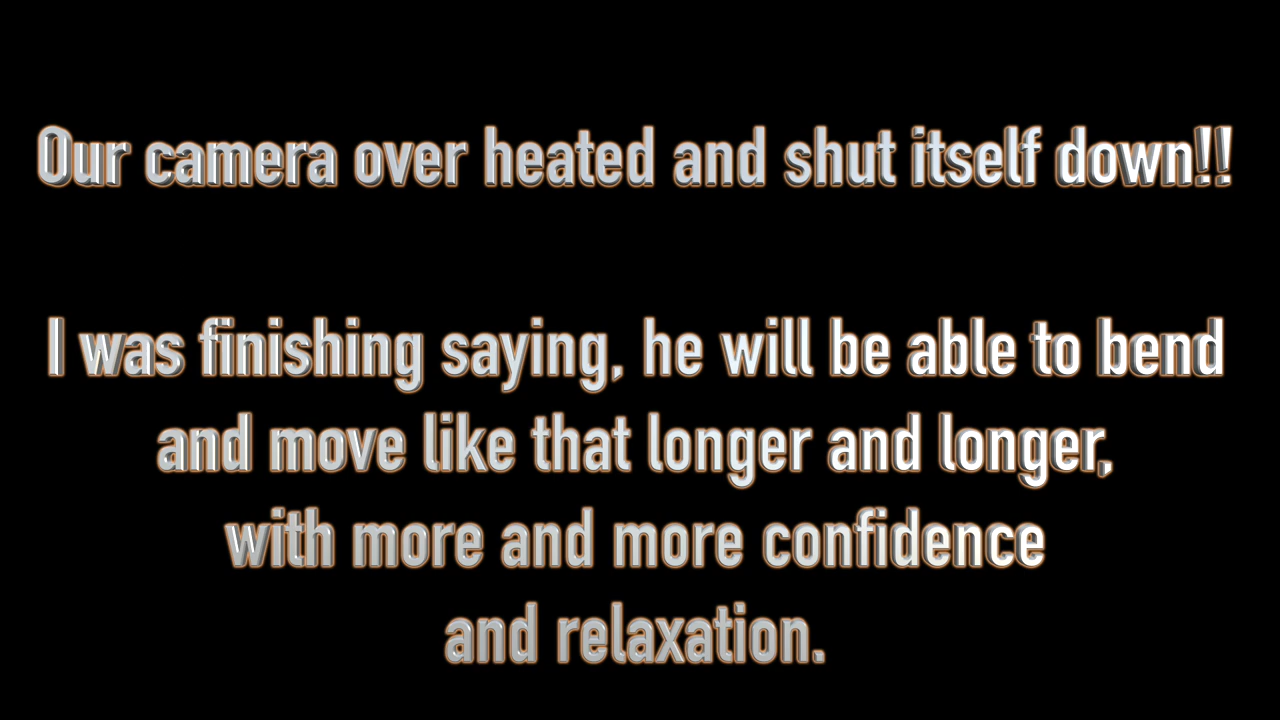 Our camera over heated and shut itself down!!
I was finishing saying, he will be able to bend
and move like that longer and longer,
with more and more confidence
and relaxation.